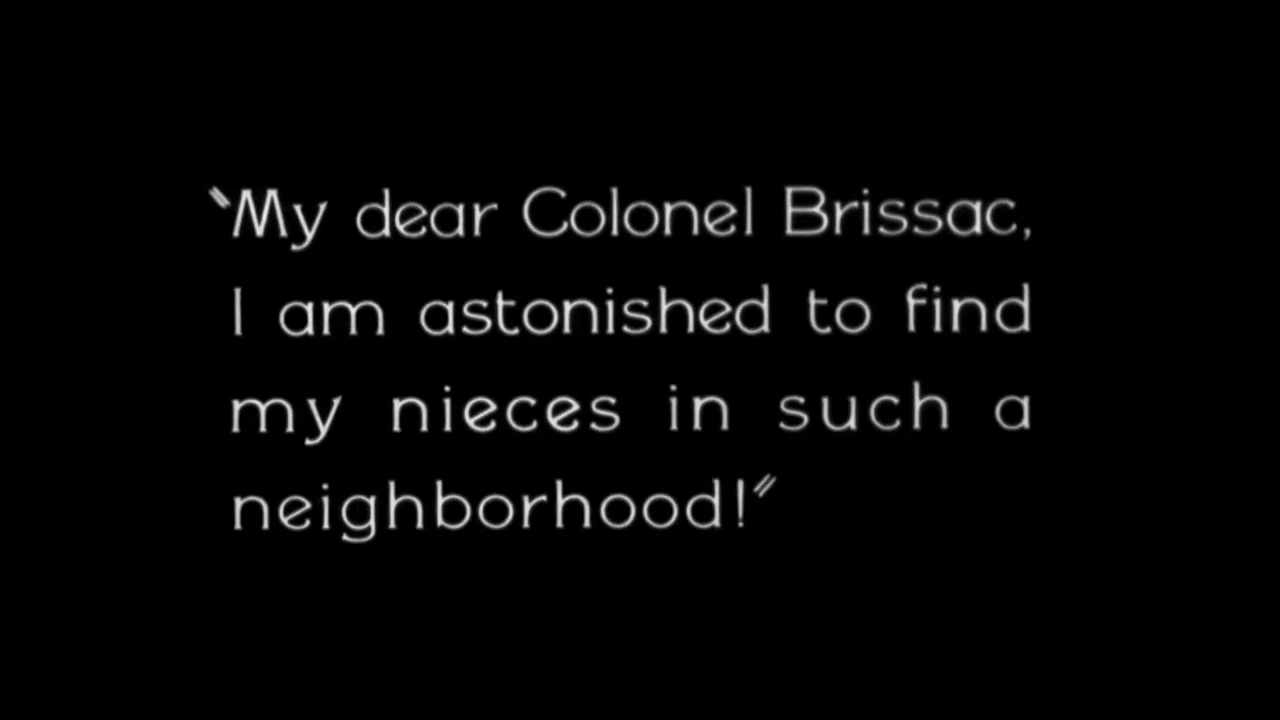 "My dear Colonel Brissac,
I am astonished to find
my nieces in such a
neighborhood!"